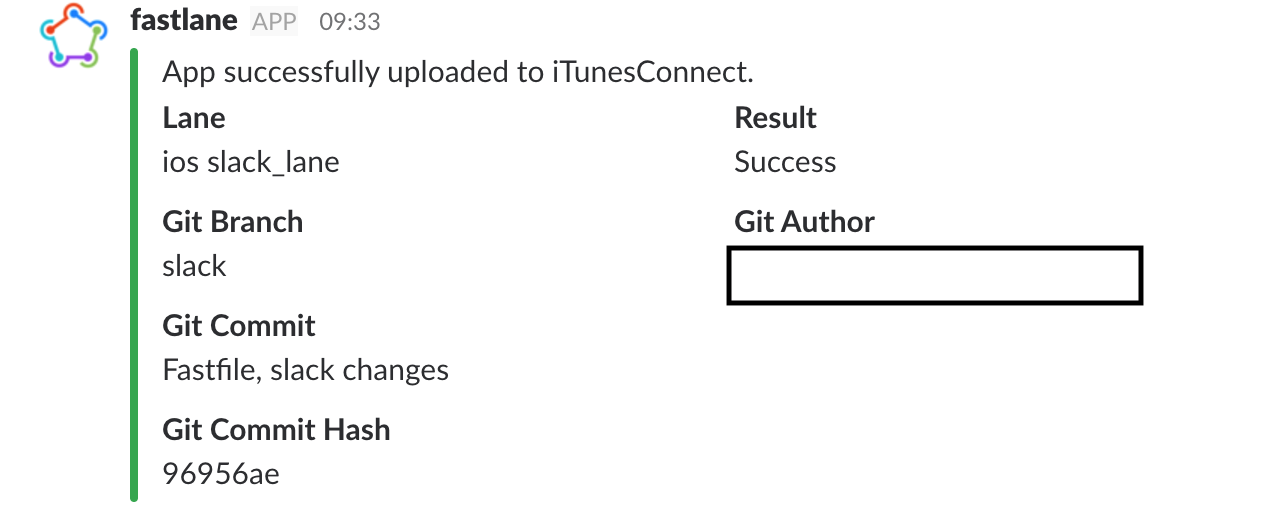 fastlane APP 09:33
App successfully uploaded to iTunesConnect.
Lane
ios slack_lane
Result
Success
Git Branch
slack
Git Author
Git Commit
Fastfile, slack changes
Git Commit Hash
96956ae